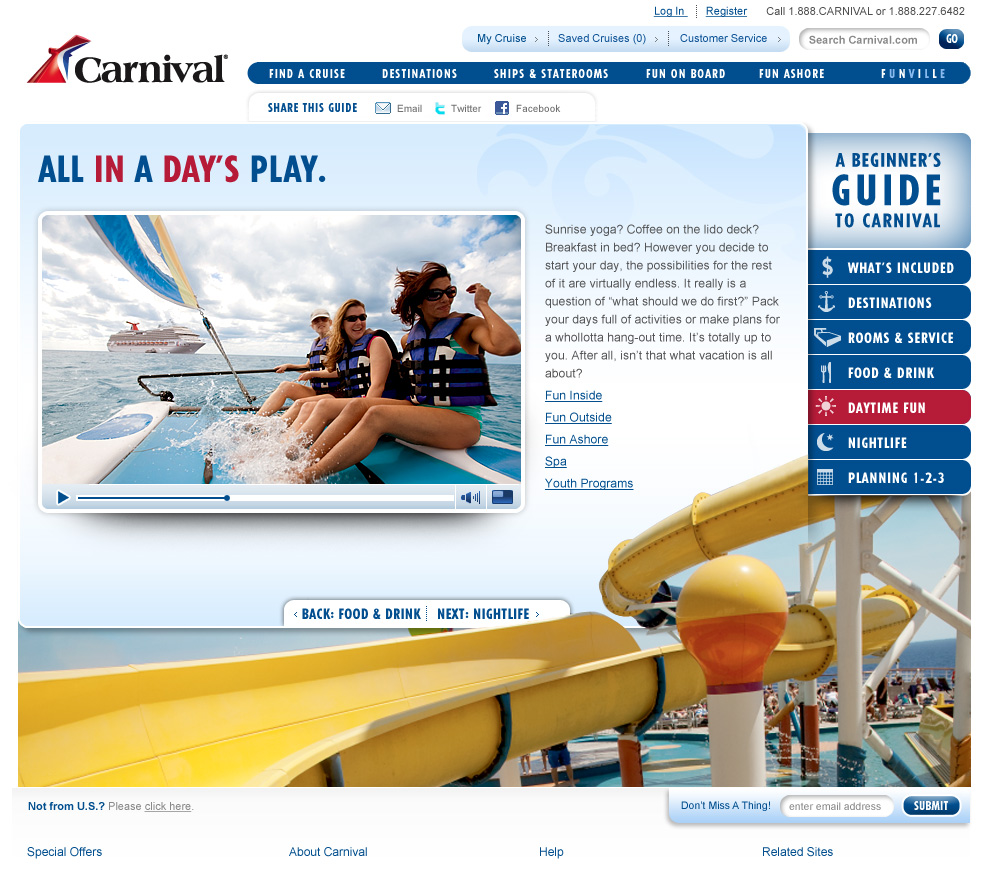 Log In
Register
Call 1.888.CARNIVAL or 1.888.227.6482
My Cruise
Saved Cruises (0)
Customer Service
Search Carnival.com
GO
Carnival
FIND A CRUISE
DESTINATIONS
SHIPS & STATEROOMS
FUN ON BOARD
FUN ASHORE
FUNVILLE
SHARE THIS GUIDE
Email
Twitter
Facebook
ALL IN A DAY'S PLAY.
Sunrise yoga? Coffee on the lido deck?
Breakfast in bed? However you decide to
start your day, the possibilities for the rest
of it are virtually endless. It really is a
question of “what should we do first?” Pack
your days full of activities or make plans for
a whollotta hang-out time. It’s totally up to
you. After all, isn’t that what vacation is all
about?
Fun Inside
Fun Outside
Fun Ashore
Spa
Youth Programs
A BEGINNER'S
GUIDE
TO CARNIVAL
WHAT'S INCLUDED
DESTINATIONS
ROOMS & SERVICE
FOOD & DRINK
DAYTIME FUN
NIGHTLIFE
PLANNING 1-2-3
‹ BACK: FOOD & DRINK
NEXT: NIGHTLIFE ›
Not from U.S.? Please click here.
Don't Miss A Thing!
enter email address
SUBMIT
Special Offers
About Carnival
Help
Related Sites